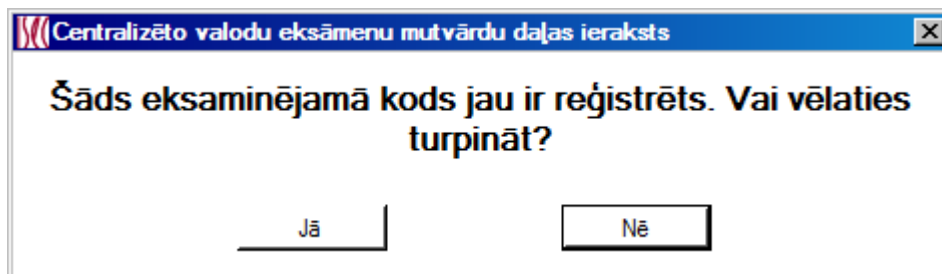 Centralizēto valodu eksāmenu mutvārdu daļas ieraksts
Šāds eksaminējamā kods jau ir reģistrēts. Vai vēlaties
turpināt?
Jā
Nē